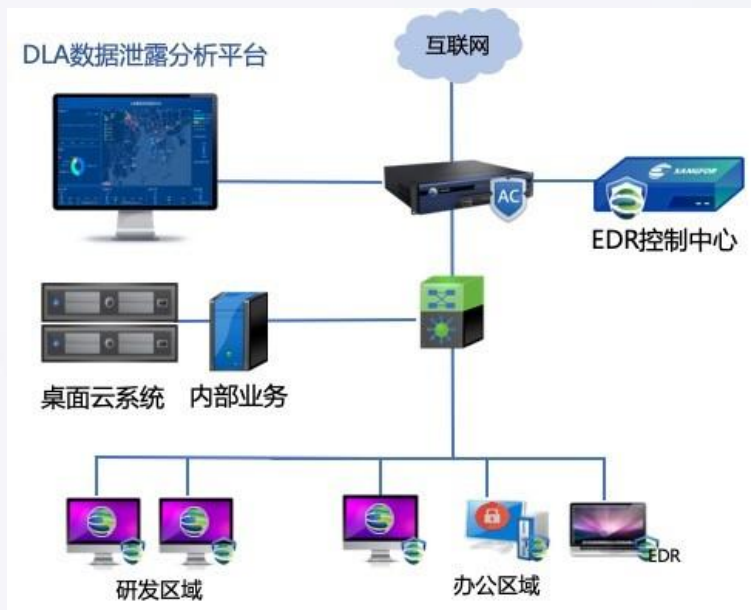 互联网
DLA数据泄露分析平台
AC
SANGFOR
EDR控制中心
桌面云系统
内部业务
EDR
研发区域
办公区域